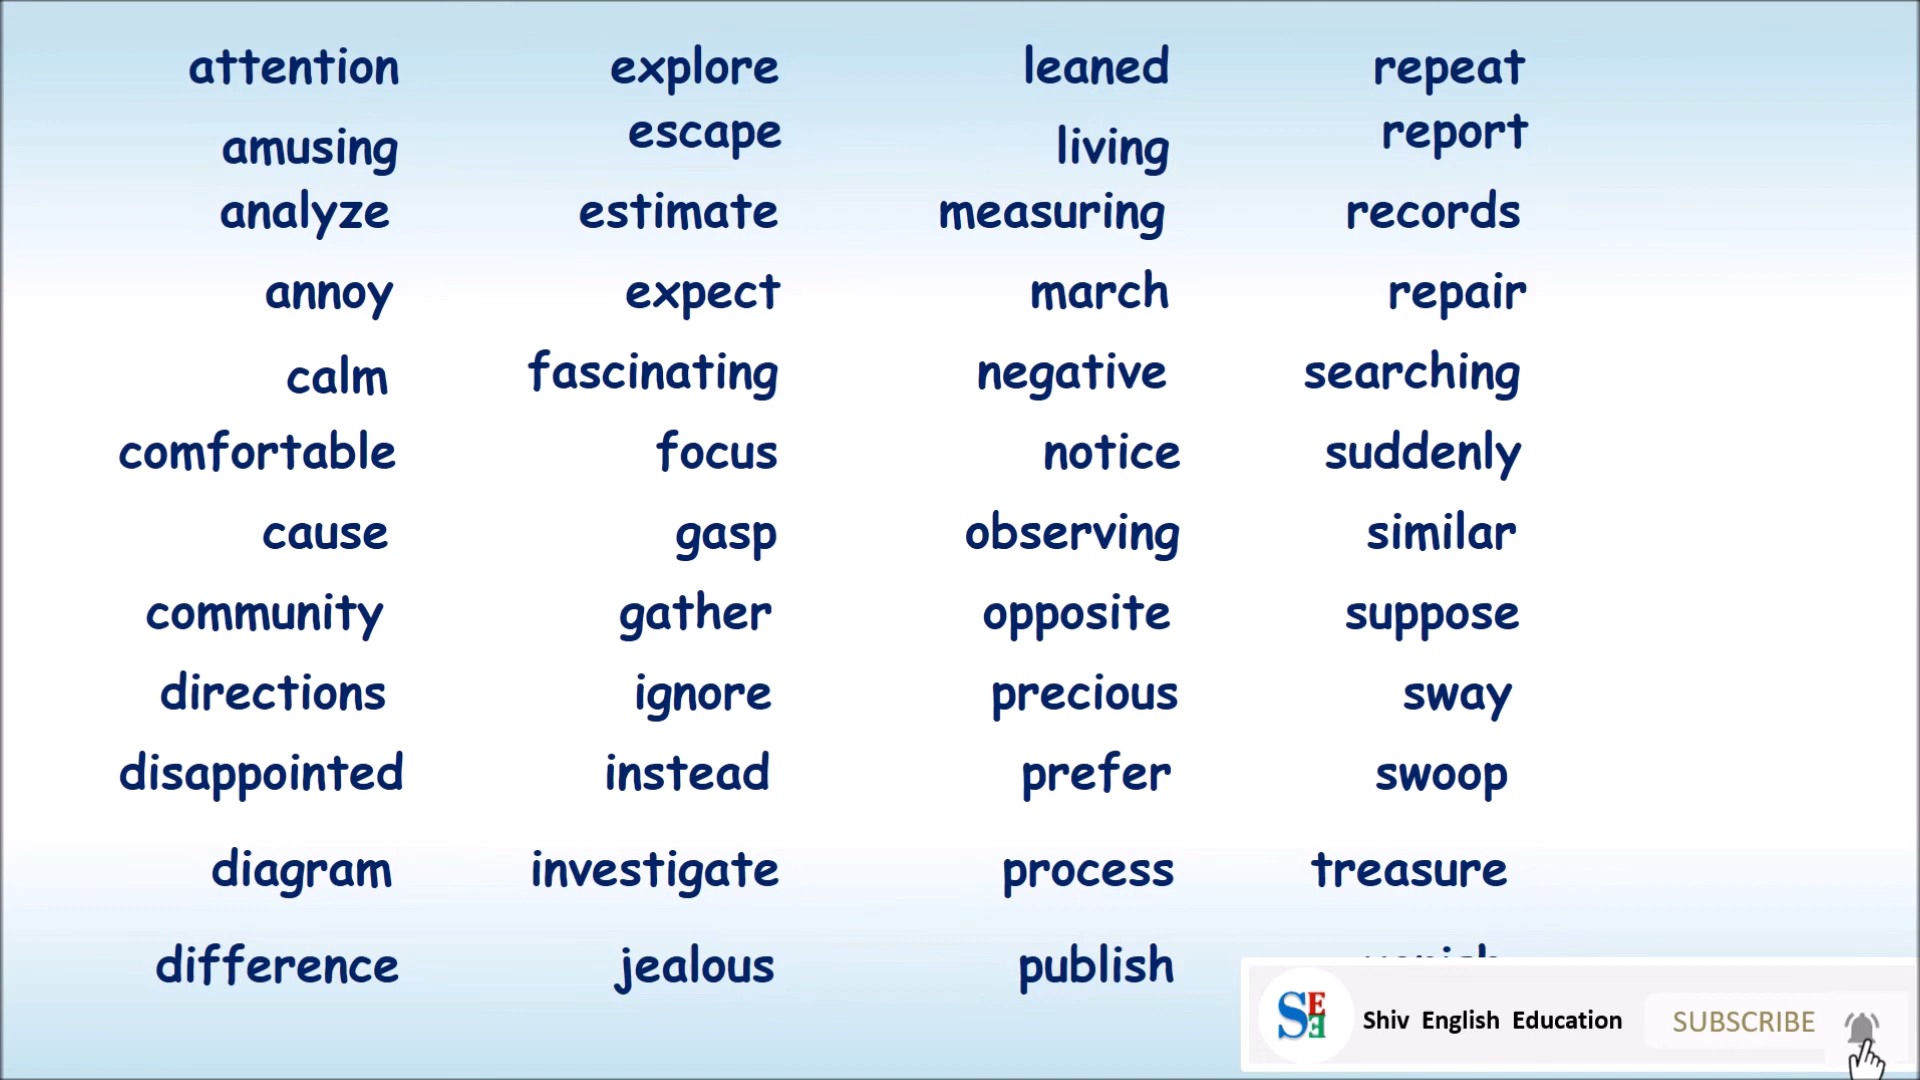 attention explore leaned repeat
amusing escape living report
analyze estimate measuring records
annoy expect march repair
calm fascinating negative searching
comfortable focus notice suddenly
cause gasp observing similar
community gather opposite suppose
directions ignore precious sway
disappointed instead prefer swoop
diagram investigate process treasure
difference jealous publish
SEE
Shiv English Education SUBSCRIBE